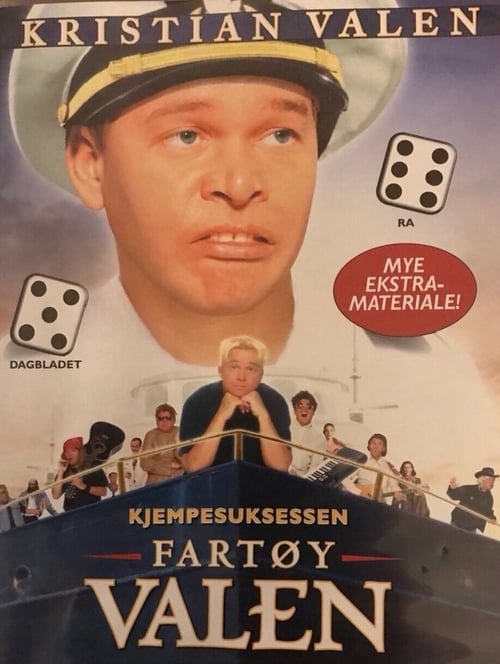 KRISTIAN VALEN
RA
MYE
EKSTRA-
MATERIALE!
DAGBLADET
KJEMPESUKSESSEN
FARTØY
VALEN